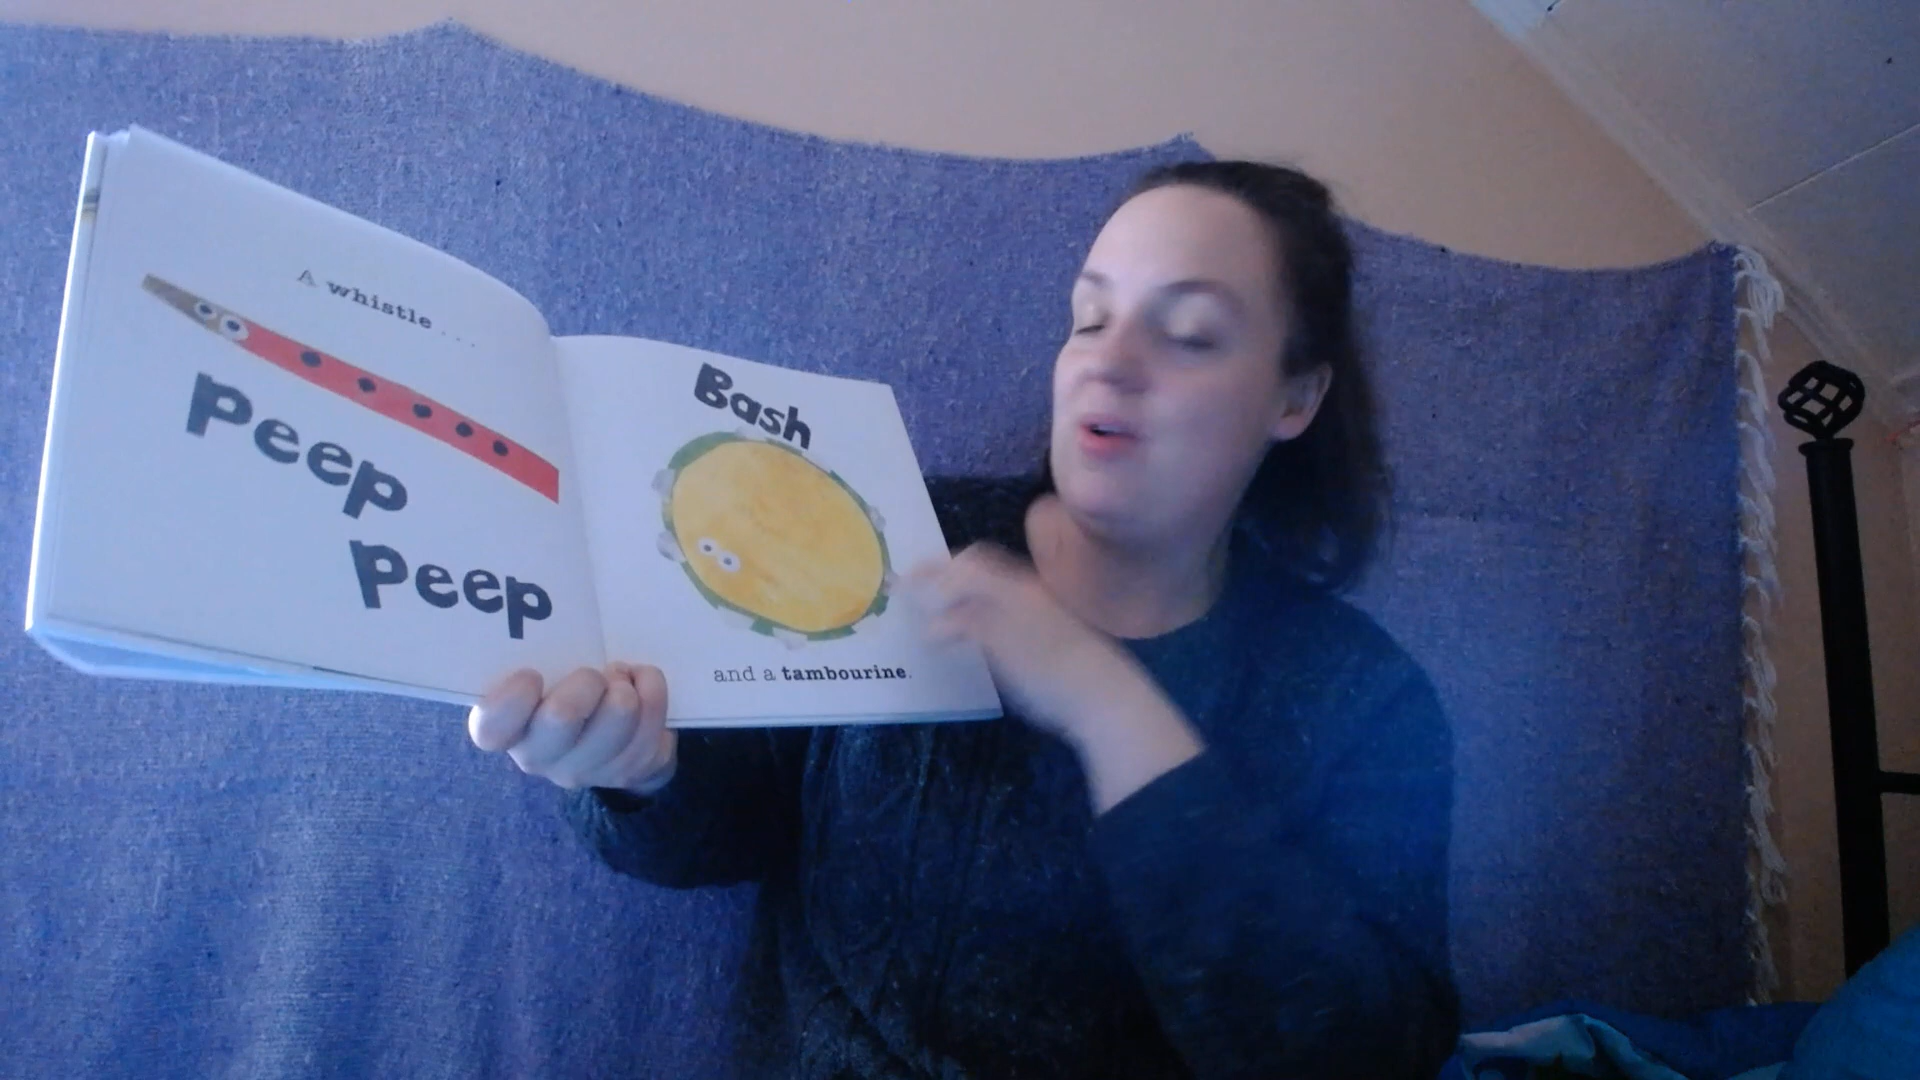 A whistle . . .
Peep
Peep
Bash
and a tambourine.